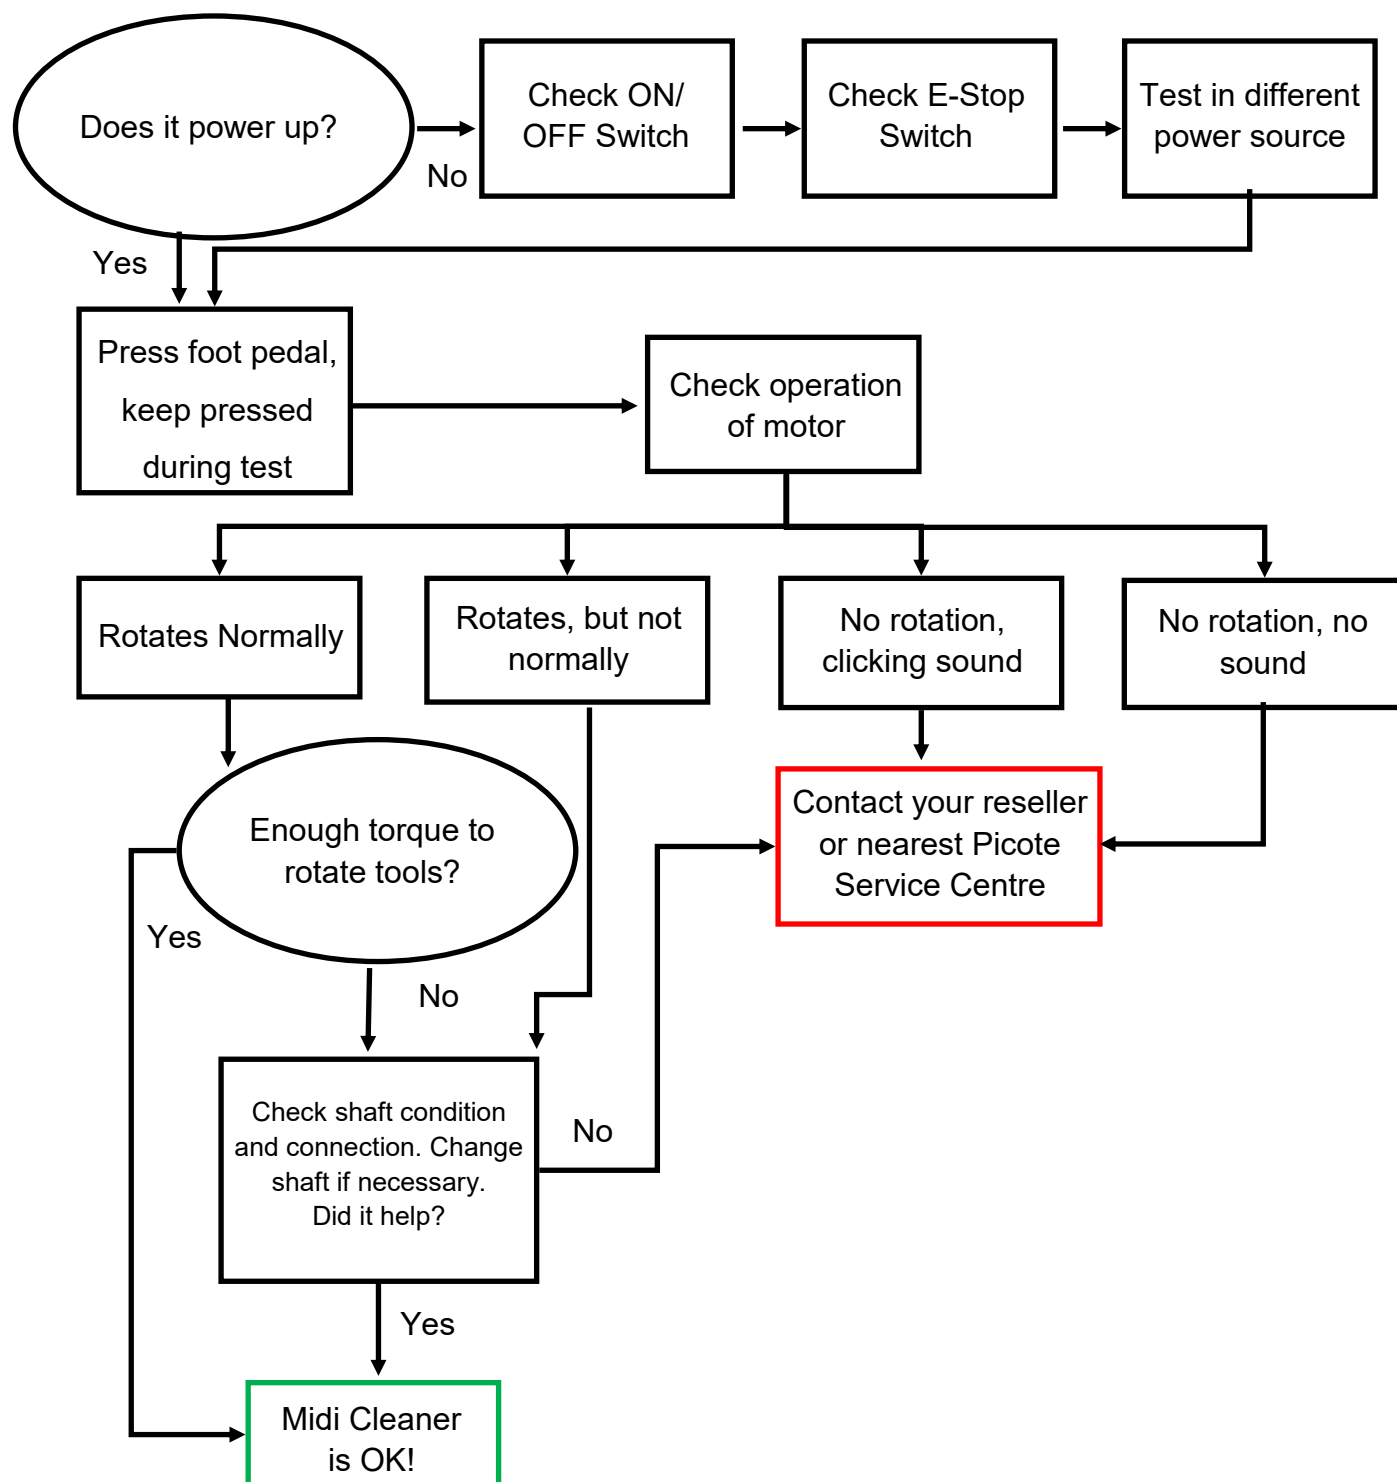 Does it power up?
No
Check ON/
OFF Switch
Check E-Stop
Switch
Test in different
power source
Yes
Press foot pedal,
keep pressed
during test
Check operation
of motor
Rotates Normally
Rotates, but not
normally
No rotation,
clicking sound
No rotation, no
sound
Enough torque to
rotate tools?
Contact your reseller
or nearest Picote
Service Centre
Yes
No
Check shaft condition
and connection. Change
shaft if necessary.
Did it help?
No
Yes
Midi Cleaner
is OK!